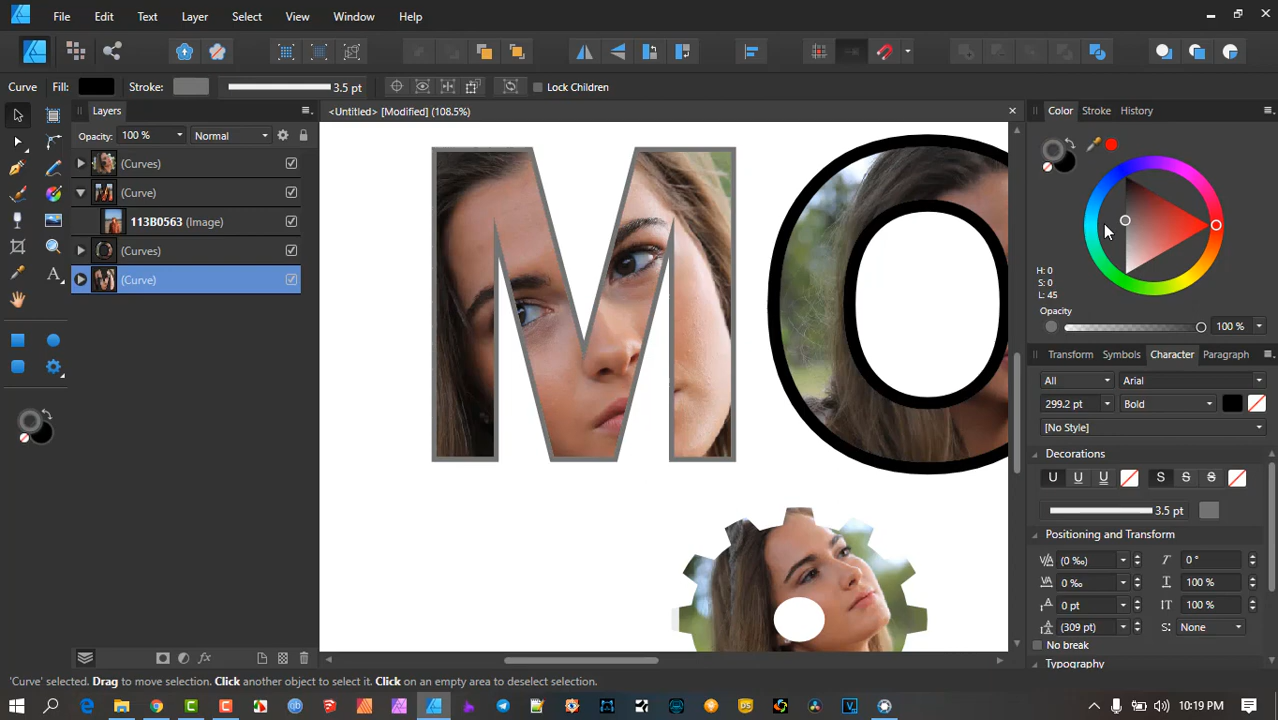 File Edit Text Layer Select View Window Help
Curve Fill: Stroke: 3.5 pt Lock Children
Layers
<Untitled> [Modified] (108.5%)
Color Stroke History
Opacity: 100 % Normal
(Curves)
(Curve)
113B0563 (Image)
(Curves)
(Curve)
MO
H: 0
S: 0
L: 45
Opacity
100 %
Transform Symbols Character Paragraph
All Arial
299.2 pt Bold
[No Style]
Decorations
U U U S S S
3.5 pt
Positioning and Transform
(0 ‰) 0 °
0 ‰ 100 %
0 pt 100 %
(309 pt) S: None
No break
Typography
'Curve' selected. Drag to move selection. Click another object to select it. Click on an empty area to deselect selection.
10:19 PM